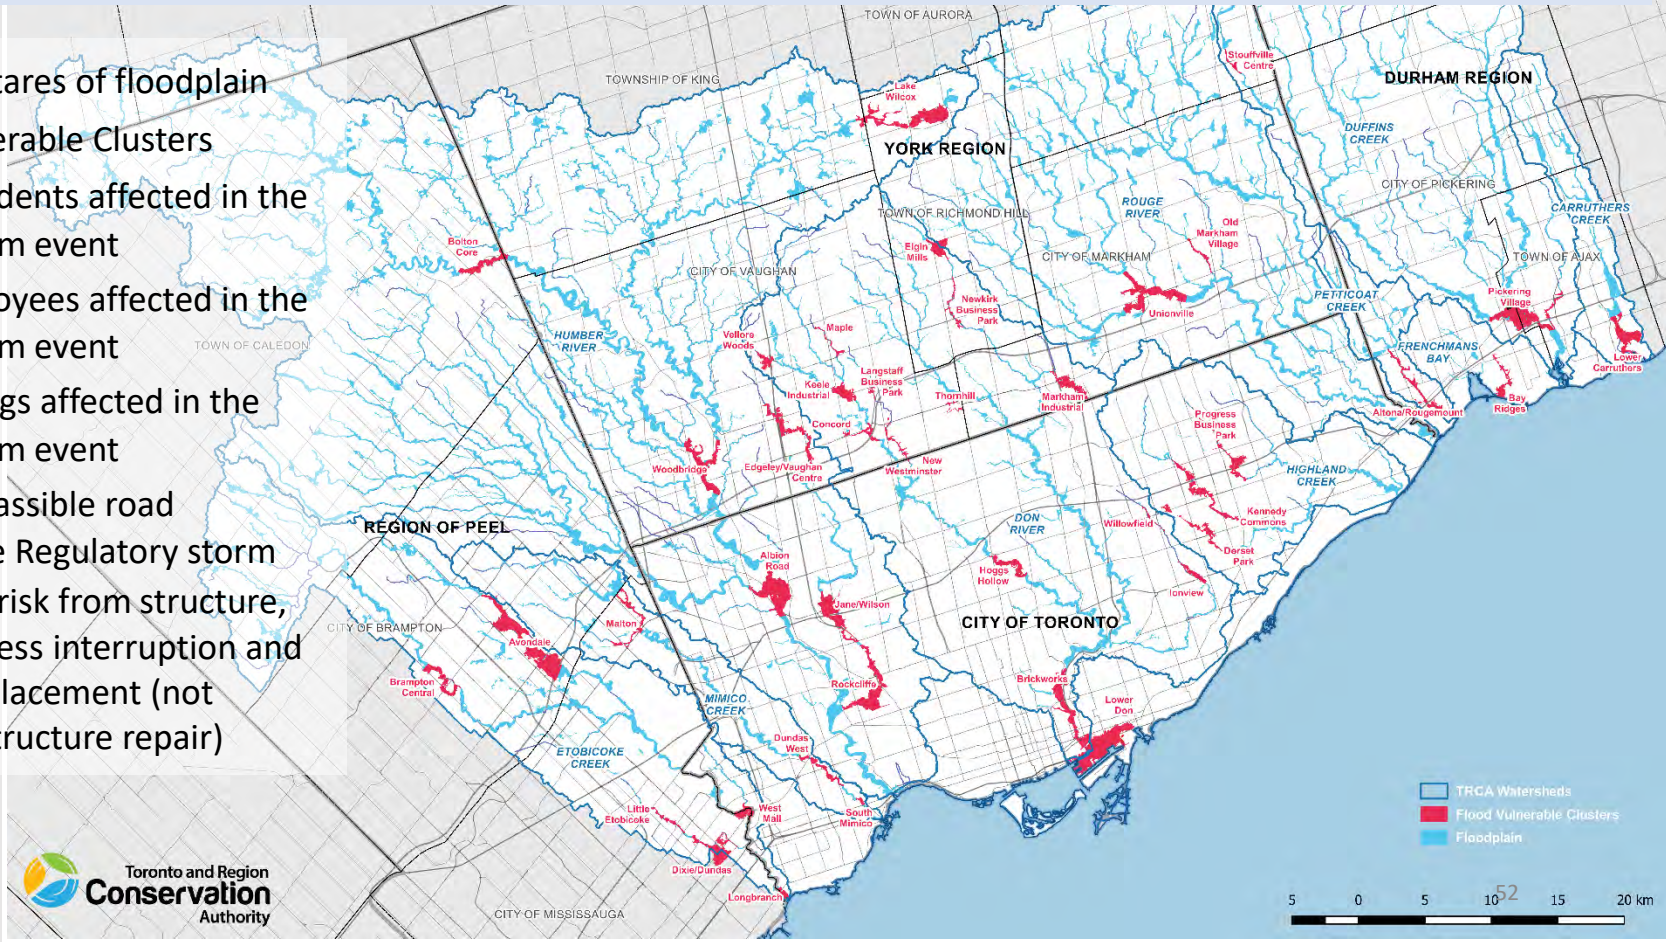 tares of floodplain
erable Clusters
dents affected in the
m event
oyees affected in the
m event
gs affected in the
m event
assible road
e Regulatory storm
risk from structure,
ess interruption and
placement (not
structure repair)
Toronto and Region
Conservation
Authority
TOWN OF AURORA
TOWNSHIP OF KING
Lake
Wilcox
Stouffville
Centre
DURHAM REGION
YORK REGION
DUFFINS
CREEK
CITY OF PICKERING
CARRUTHERS
CREEK
TOWN OF RICHMOND HILL
ROUGE
RIVER
Old
Markham
Village
Bolton
Core
Elgin
Mills
CITY OF MARKHAM
TOWN OF AJAX
CITY OF VAUGHAN
Newkirk
Business
Park
Unionville
PETTICOAT
CREEK
Pickering
Village
HUMBER
RIVER
TOWN OF CALEDON
Vellore
Woods
Maple
FRENCHMANS
BAY
Lower
Carruthers
Keele
Industrial
Langstaff
Business
Park
Thornhill
Markham
Industrial
Altona/Rougemount
Bay
Ridges
Concord
Progress
Business
Park
Woodbridge
Edgeley/Vaughan
Centre
New
Westminster
HIGHLAND
CREEK
REGION OF PEEL
DON
RIVER
Willowfield
Kennedy
Commons
Dorset
Park
Albion
Road
Hoggs
Hollow
Ionview
Jane/Wilson
CITY OF TORONTO
CITY OF BRAMPTON
Malton
Avondale
Brampton
Central
Rockcliffe
Brickworks
Lower
Don
MIMICO
CREEK
Dundas
West
ETOBICOKE
CREEK
Little
Etobicoke
West
Mall
South
Mimico
Dixie/Dundas
Longbranch
CITY OF MISSISSAUGA
TRCA Watersheds
Flood Vulnerable Clusters
Floodplain
52
5 0 5 10 15 20 km